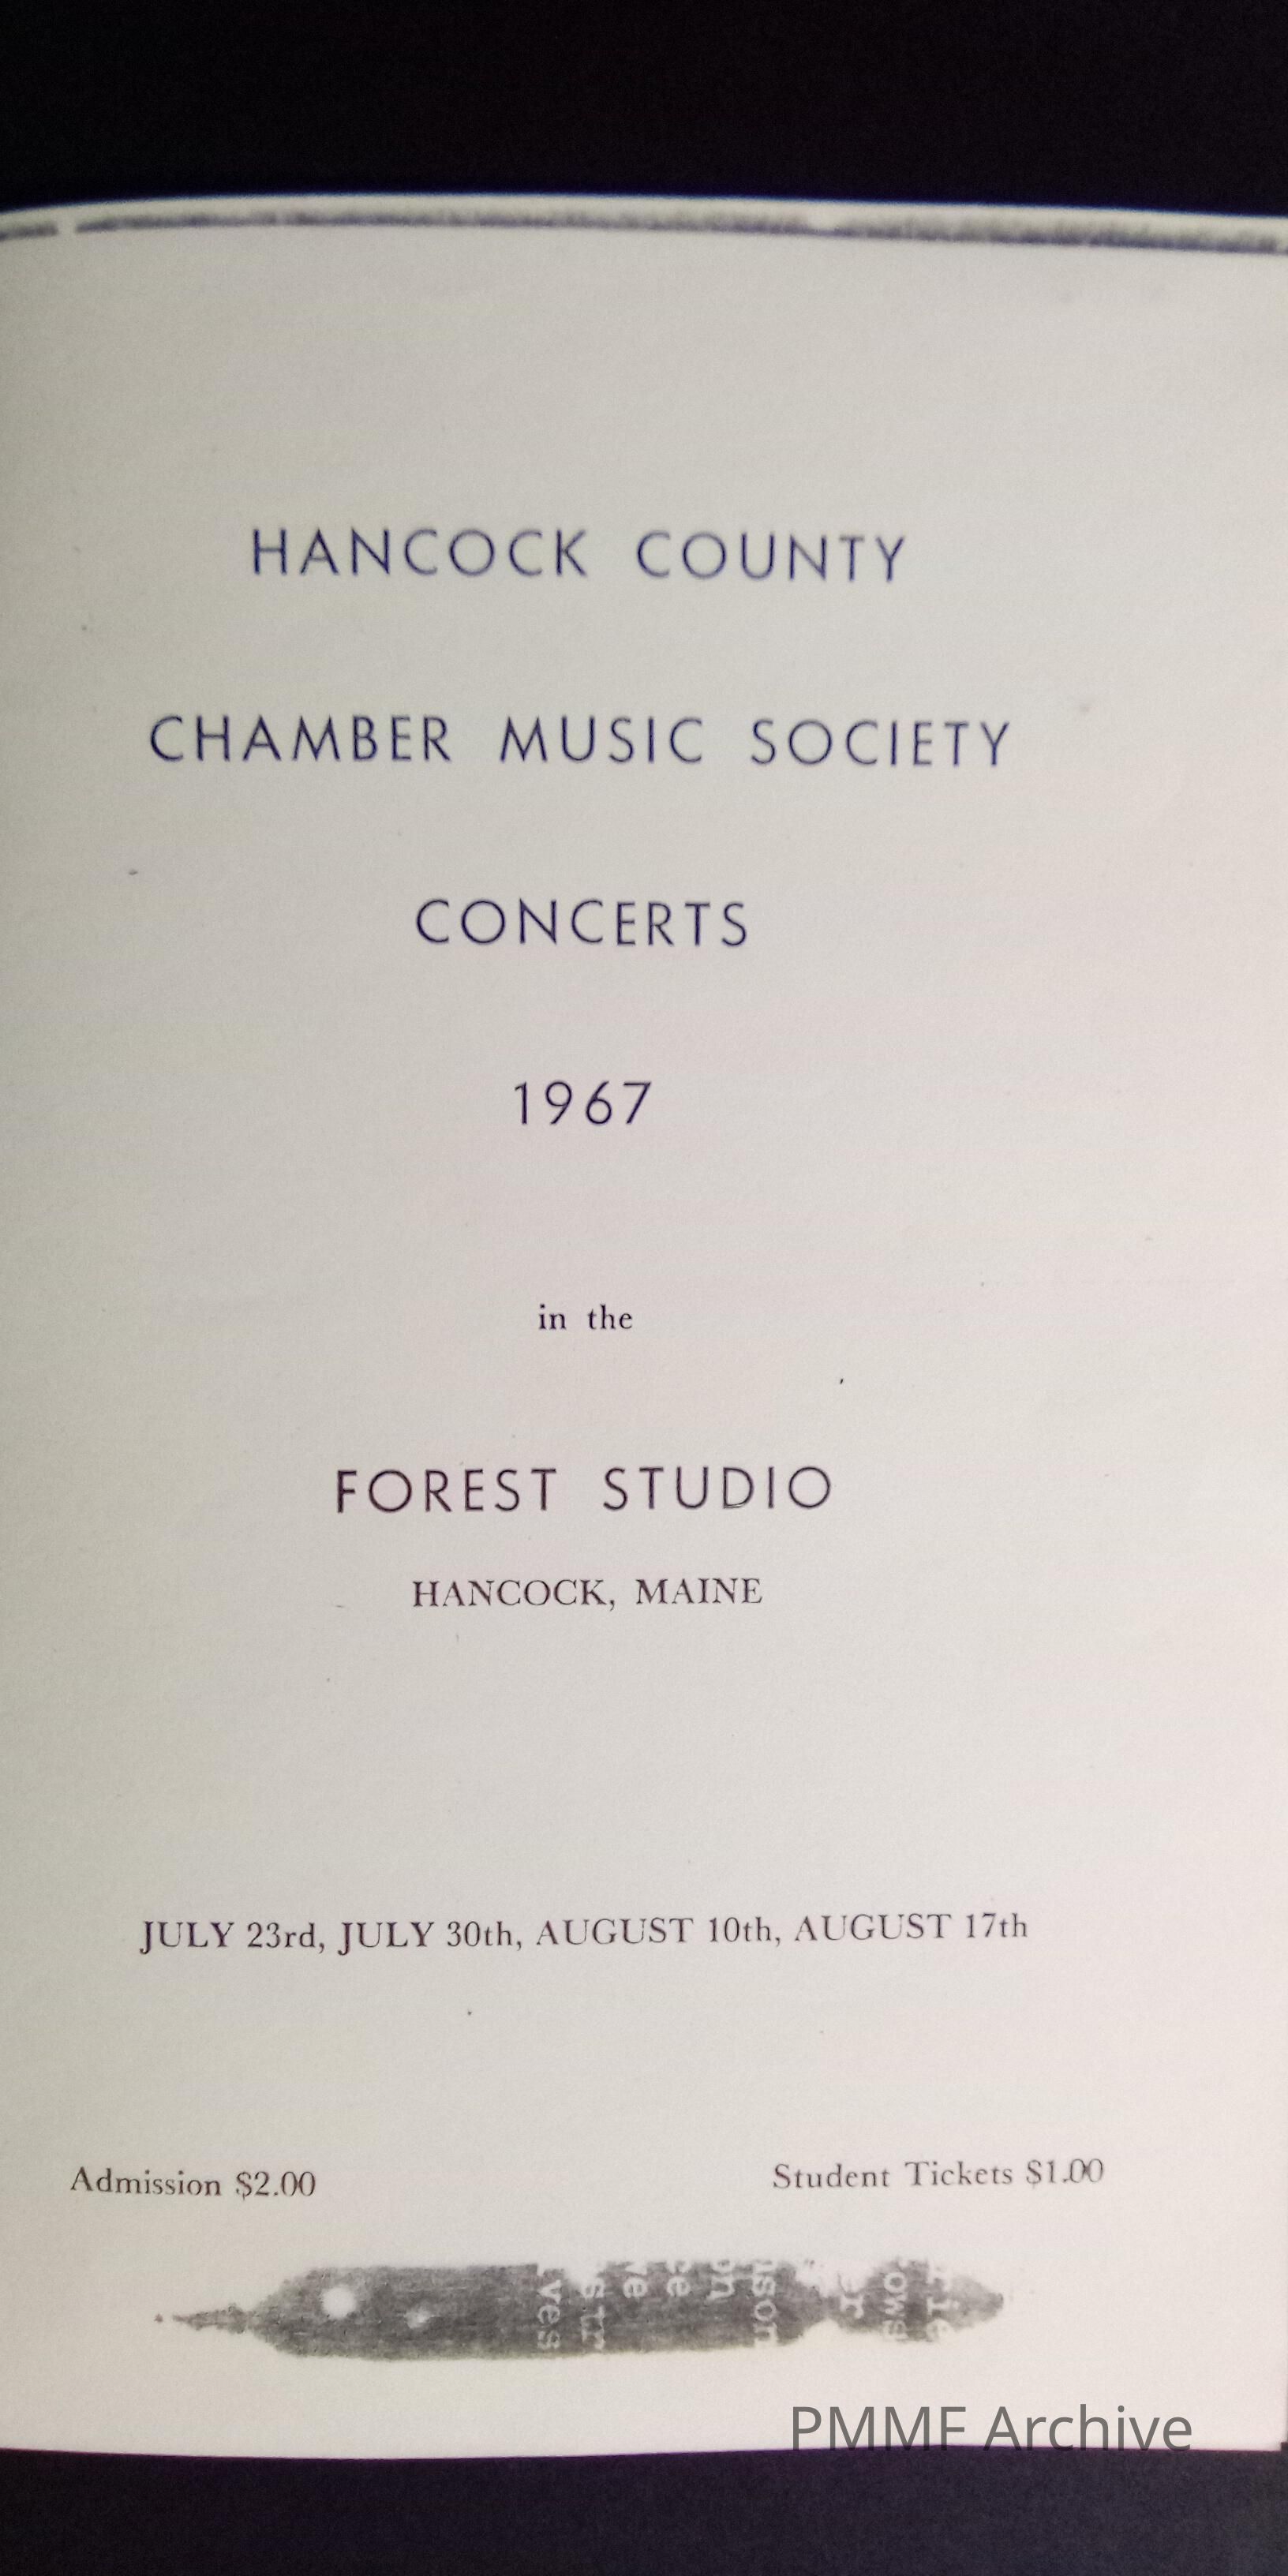 HANCOCK COUNTY
CHAMBER MUSIC SOCIETY
CONCERTS
1967
in the
FOREST STUDIO
HANCOCK, MAINE
JULY 23rd, JULY 30th, AUGUST 10th, AUGUST 17th
Admission $2.00 Student Tickets $1.00
PMMF Archive